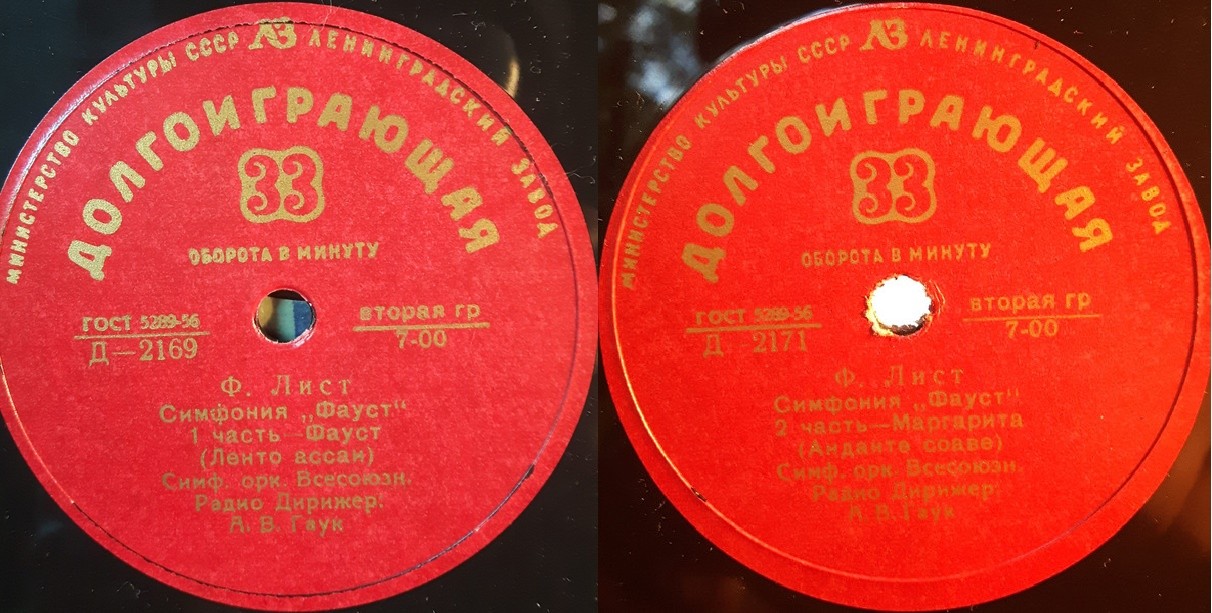 МИНИСТЕРСТВО КУЛЬТУРЫ СССР ЛЗ ЛЕНИНГРАДСКИЙ ЗАВОД
ДОЛГОИГРАЮЩАЯ
33
ОБОРОТА В МИНУТУ
ГОСТ 5289-56
Д—2169
вторая гр
7-00
Ф. Лист
Симфония „Фауст“
1 часть—Фауст
(Ленто ассаи)
Симф. орк. Всесоюзн.
Радио Дирижер:
А. В. Гаук
МИНИСТЕРСТВО КУЛЬТУРЫ СССР ЛЗ ЛЕНИНГРАДСКИЙ ЗАВОД
ДОЛГОИГРАЮЩАЯ
33
ОБОРОТА В МИНУТУ
ГОСТ 5289-56
Д 2171
вторая гр
7-00
Ф. Лист
Симфония „Фауст“
2 часть—Маргарита
(Анданте соаве)
Симф. орк. Всесоюзн.
Радио Дирижер:
А. В. Гаук